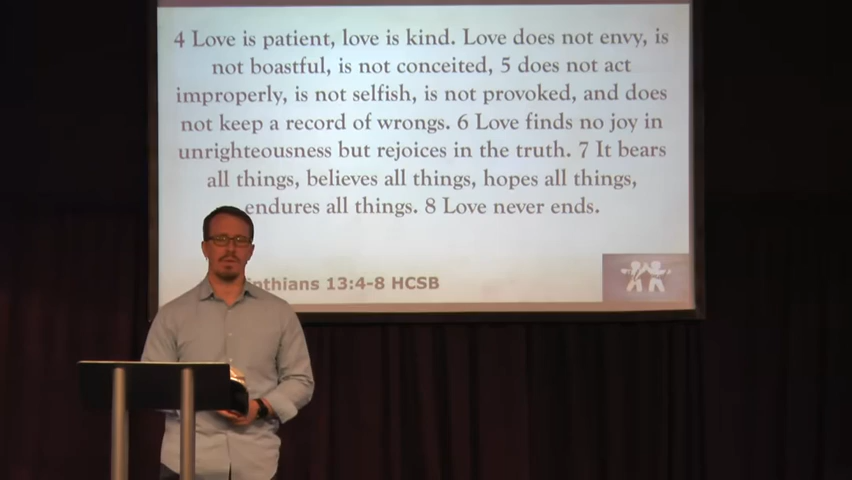 4 Love is patient, love is kind. Love does not envy, is
not boastful, is not conceited, 5 does not act
improperly, is not selfish, is not provoked, and does
not keep a record of wrongs. 6 Love finds no joy in
unrighteousness but rejoices in the truth. 7 It bears
all things, believes all things, hopes all things,
endures all things. 8 Love never ends.
inthians 13:4-8 HCSB